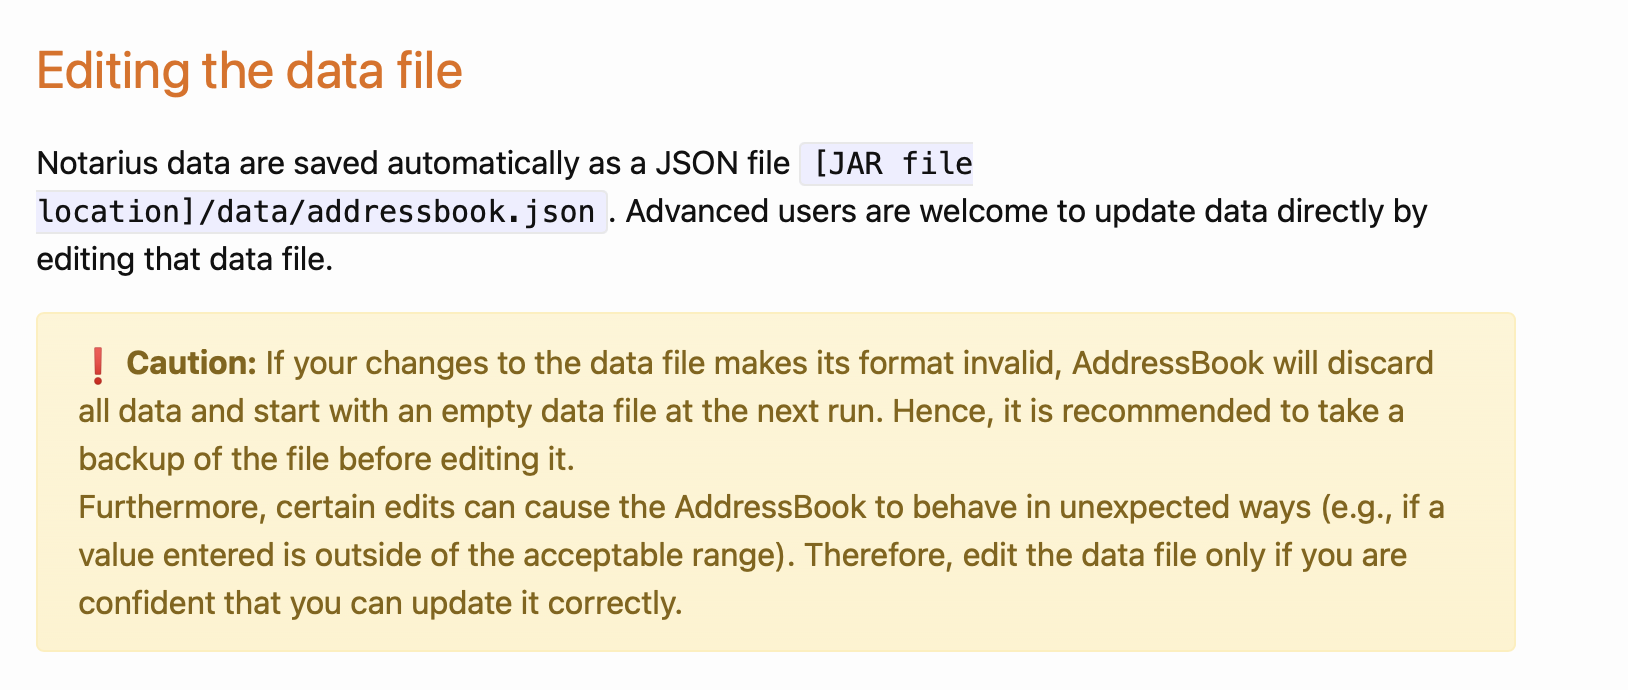 Editing the data file
Notarius data are saved automatically as a JSON file [JAR file
location]/data/addressbook.json . Advanced users are welcome to update data directly by
editing that data file.
❗ Caution: If your changes to the data file makes its format invalid, AddressBook will discard
all data and start with an empty data file at the next run. Hence, it is recommended to take a
backup of the file before editing it.
Furthermore, certain edits can cause the AddressBook to behave in unexpected ways (e.g., if a
value entered is outside of the acceptable range). Therefore, edit the data file only if you are
confident that you can update it correctly.